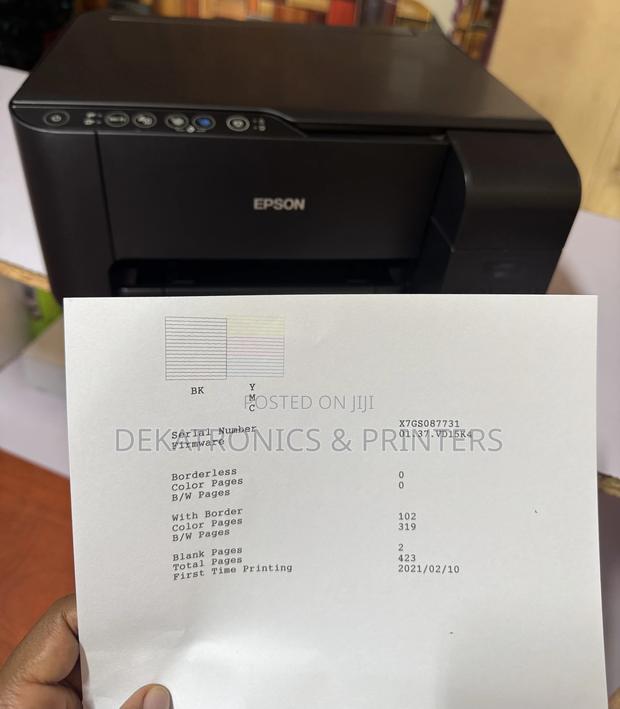 EPSON
BK
Y
M
C
POSTED ON JIJI
DEKATRONICS & PRINTERS
Serial Number X7GS087731
Firmware 01.37.VD15K4
Borderless
Color Pages 0
B/W Pages 0
With Border
Color Pages 102
B/W Pages 319
Blank Pages 2
Total Pages 423
First Time Printing 2021/02/10